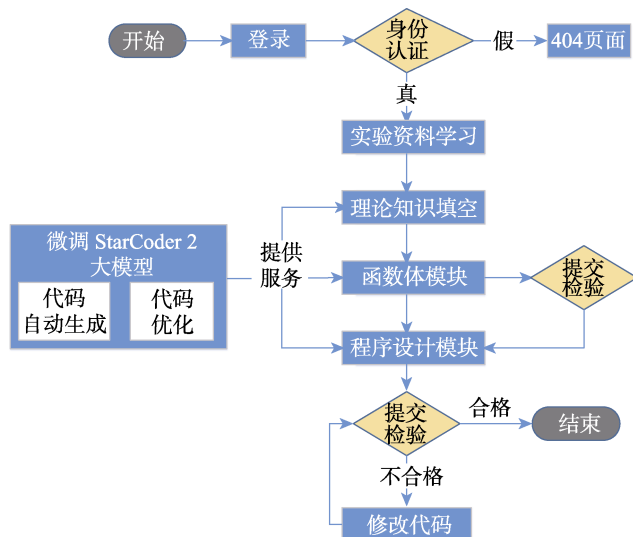 开始
登录
身份
认证
假
404页面
真
实验资料学习
理论知识填空
微调 StarCoder 2
大模型
代码
自动生成
代码
优化
提供
服务
函数体模块
提交
检验
程序设计模块
提交
检验
合格
结束
不合格
修改代码